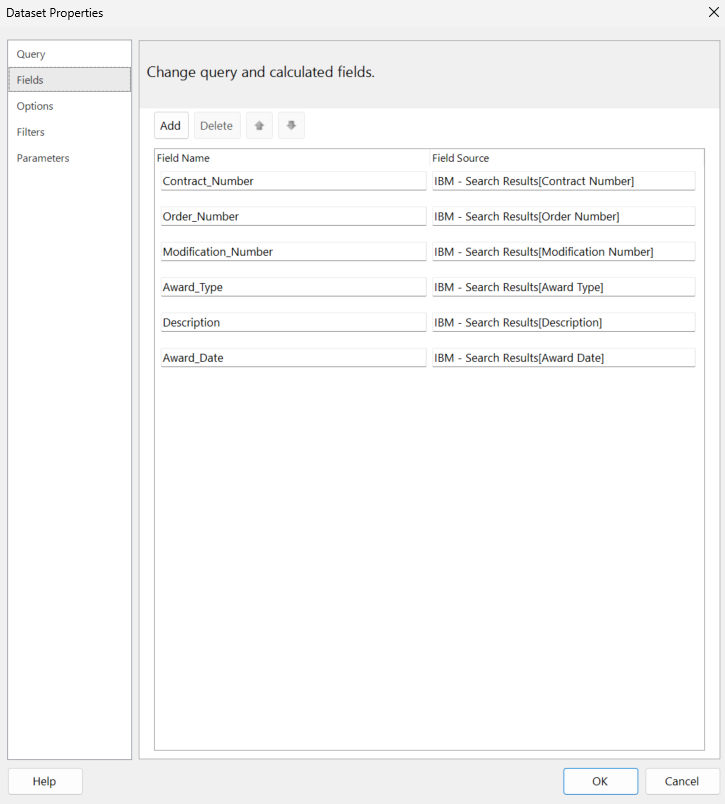 Dataset Properties
Query
Fields
Options
Filters
Parameters
Change query and calculated fields.
Add Delete
Field Name Field Source
Contract_Number IBM - Search Results[Contract Number]
Order_Number IBM - Search Results[Order Number]
Modification_Number IBM - Search Results[Modification Number]
Award_Type IBM - Search Results[Award Type]
Description IBM - Search Results[Description]
Award_Date IBM - Search Results[Award Date]
Help OK Cancel